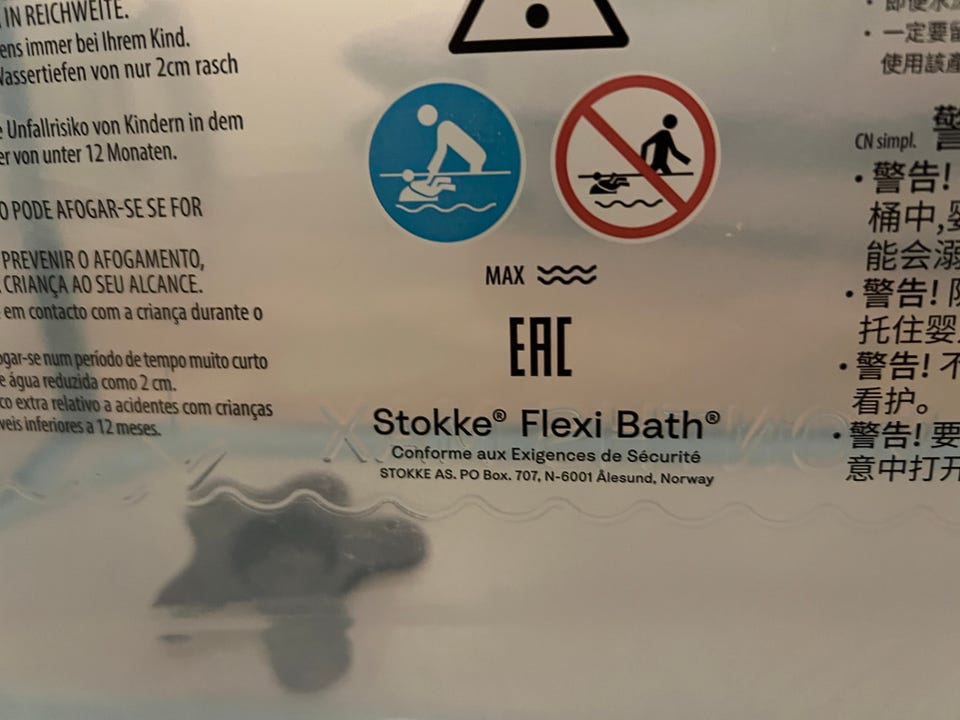 IN REICHWEITE.
ens immer bei Ihrem Kind.
Wassertiefen von nur 2cm rasch
Unfallrisiko von Kindern in dem
er von unter 12 Monaten.
O PODE AFOGAR-SE SE FOR
PREVENIR O AFOGAMENTO,
CRIANÇA AO SEU ALCANCE.
em contacto com a criança durante o
ogar-se num período de tempo muito curto
e água reduzida como 2 cm.
co extra relativo a acidentes com crianças
veis inferiores a 12 meses.
MAX
EAC
Stokke® Flexi Bath®
Conforme aux Exigences de Sécurité
STOKKE AS. PO Box. 707, N-6001 Ålesund, Norway
• 即使水
• 一定要留
使用該產
CN simpl. 警
• 警告!
桶中,婴
能会溺
• 警告! 防
托住婴儿
• 警告! 不
看护。
• 警告! 要
意中打开